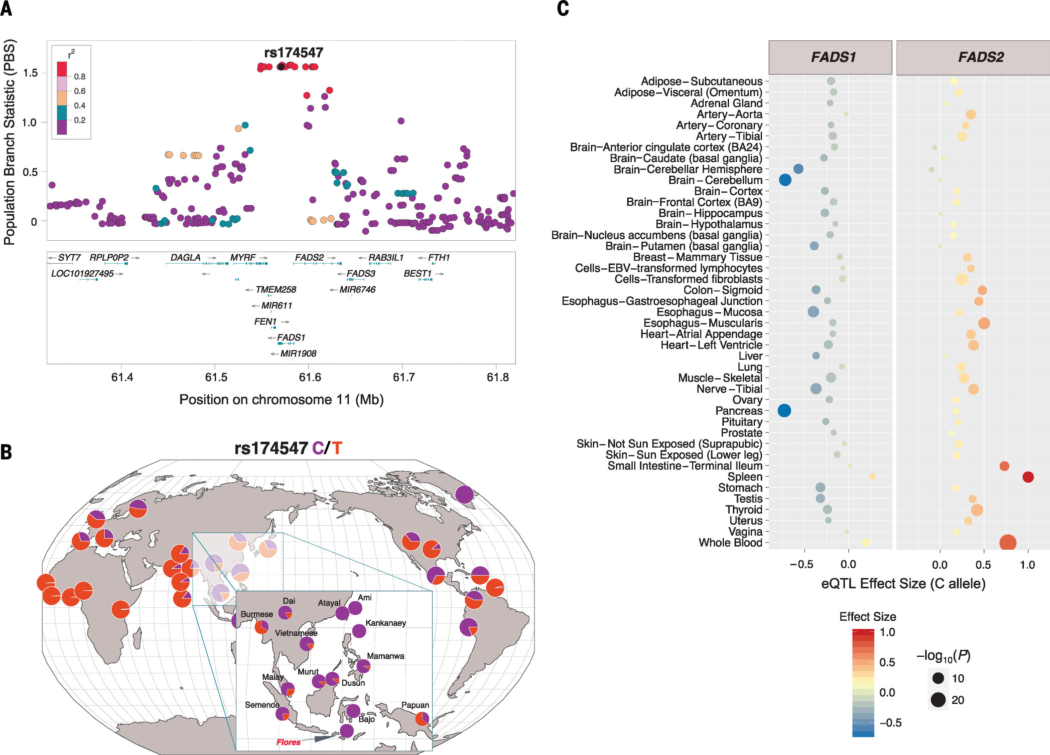 A
rs174547
r2
0.8
0.6
0.4
0.2
Population Branch Statistic (PBS)
1.5
1.0
0.5
0
SYT7
RPLP0P2
DAGLA
MYRF
FADS2
RAB3IL1
FTH1
LOC101927495
FADS3
BEST1
TMEM258
MIR6746
MIR611
FEN1
FADS1
MIR1908
61.4
61.5
61.6
61.7
61.8
Position on chromosome 11 (Mb)
B
rs174547 C/T
Dai
Atayal
Ami
Burmese
Kankanaey
Vietnamese
Mamanwa
Murut
Malay
Dusun
Semende
Papuan
Bajo
Flores
C
FADS1
FADS2
Adipose–Subcutaneous
Adipose–Visceral (Omentum)
Adrenal Gland
Artery–Aorta
Artery–Coronary
Artery–Tibial
Brain–Anterior cingulate cortex (BA24)
Brain–Caudate (basal ganglia)
Brain–Cerebellar Hemisphere
Brain–Cerebellum
Brain–Cortex
Brain–Frontal Cortex (BA9)
Brain–Hippocampus
Brain–Hypothalamus
Brain–Nucleus accumbens (basal ganglia)
Brain–Putamen (basal ganglia)
Breast–Mammary Tissue
Cells–EBV–transformed lymphocytes
Cells–Transformed fibroblasts
Colon–Sigmoid
Esophagus–Gastroesophageal Junction
Esophagus–Mucosa
Esophagus–Muscularis
Heart–Atrial Appendage
Heart–Left Ventricle
Liver
Lung
Muscle–Skeletal
Nerve–Tibial
Ovary
Pancreas
Pituitary
Prostate
Skin–Not Sun Exposed (Suprapubic)
Skin–Sun Exposed (Lower leg)
Small Intestine–Terminal Ileum
Spleen
Stomach
Testis
Thyroid
Uterus
Vagina
Whole Blood
−0.5
0.0
0.0
0.5
1.0
eQTL Effect Size (C allele)
Effect Size
1.0
0.5
0.0
−0.5
−log10(P)
10
20